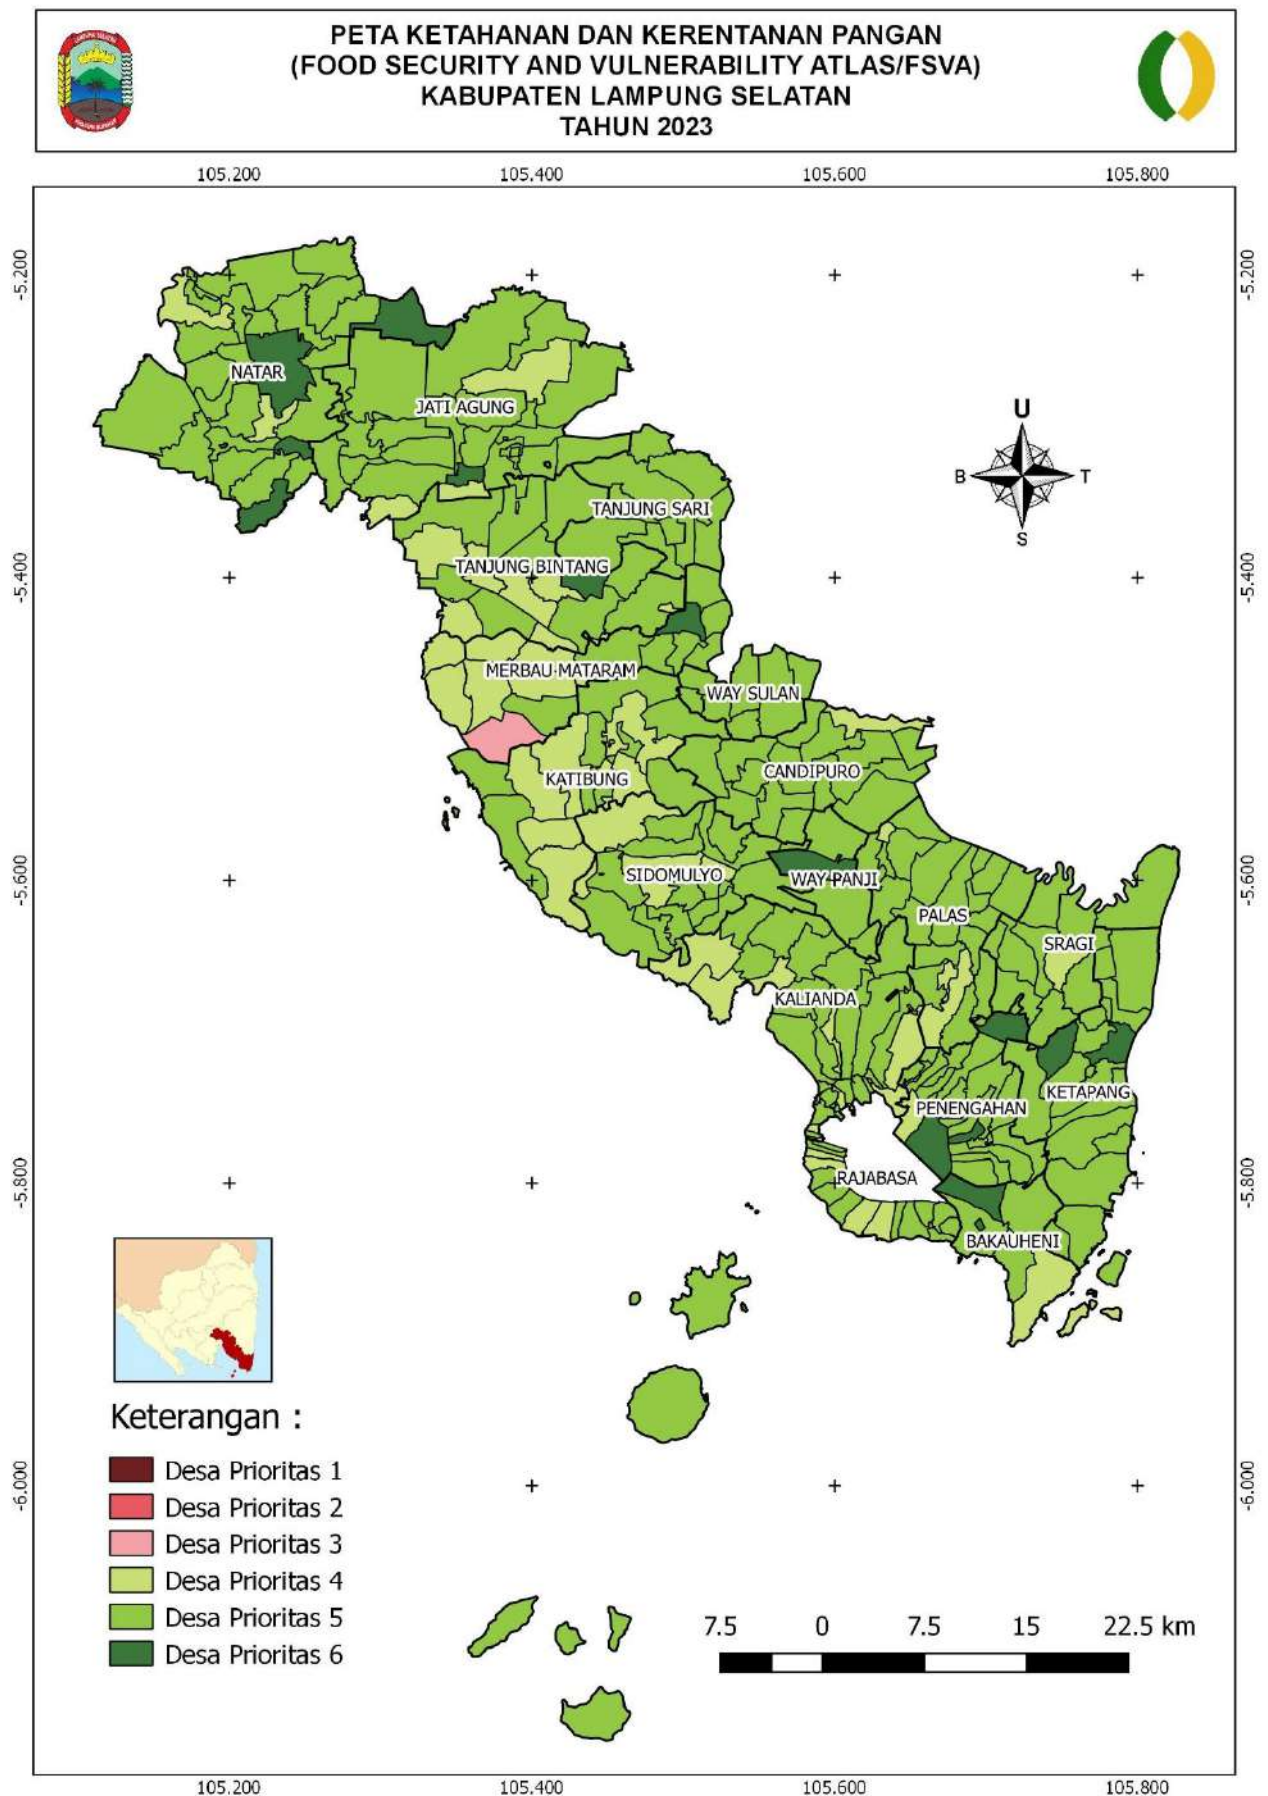 PETA KETAHANAN DAN KERENTANAN PANGAN
(FOOD SECURITY AND VULNERABILITY ATLAS/FSVA)
KABUPATEN LAMPUNG SELATAN
TAHUN 2023
LAMPUNG SELATAN
105.200 105.400 105.600 105.800
-5.200 -5.200
NATAR
JATI AGUNG
U
B T
S
TANJUNG SARI
TANJUNG BINTANG
-5.400 -5.400
MERBAU MATARAM
WAY SULAN
KATIBUNG
CANDIPURO
SIDOMULYO
WAY PANJI
-5.600 -5.600
PALAS
SRAGI
KALIANDA
KETAPANG
PENENGAHAN
RAJABASA
-5.800 -5.800
BAKAUHENI
Keterangan :
Desa Prioritas 1
Desa Prioritas 2
Desa Prioritas 3
Desa Prioritas 4
Desa Prioritas 5
Desa Prioritas 6
-6.000 -6.000
7.5 0 7.5 15 22.5 km
105.200 105.400 105.600 105.800